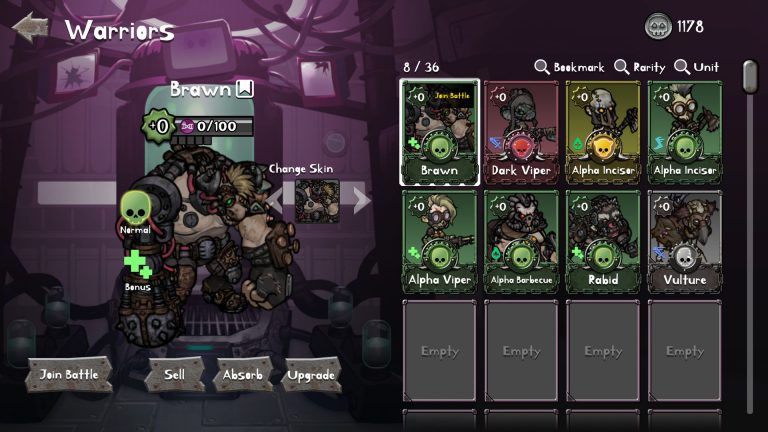 Warriors
1178
8 / 36
Bookmark
Rarity
Unit
Brawn
+0
0/100
Change Skin
Normal
Bonus
Join Battle
Sell
Absorb
Upgrade
+0
Join Battle
Brawn
+0
Dark Viper
+0
Alpha Incisor
+0
Alpha Incisor
+0
Alpha Viper
+0
Alpha Barbecue
+0
Rabid
+0
Vulture
Empty
Empty
Empty
Empty